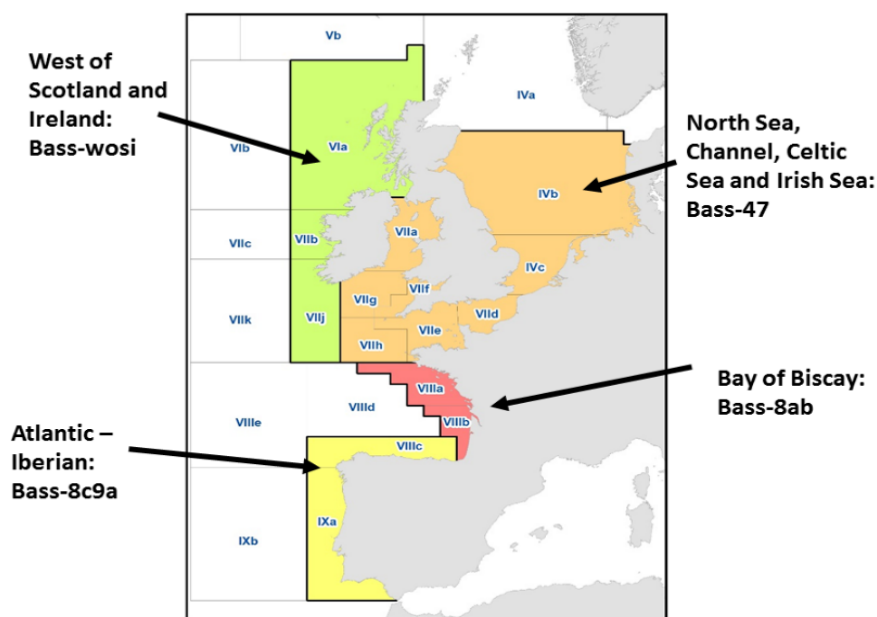 Vb
West of
Scotland and
Ireland:
Bass-wosi
IVa
VIb
VIa
North Sea,
Channel, Celtic
Sea and Irish Sea:
Bass-47
IVb
VIIc
VIIb
VIIa
IVc
VIIk
VIIj
VIIg
VIIf
VIIe
VIId
VIIh
Bay of Biscay:
Bass-8ab
VIIIa
VIIIe
VIIId
VIIIb
Atlantic –
Iberian:
Bass-8c9a
VIIIc
IXb
IXa